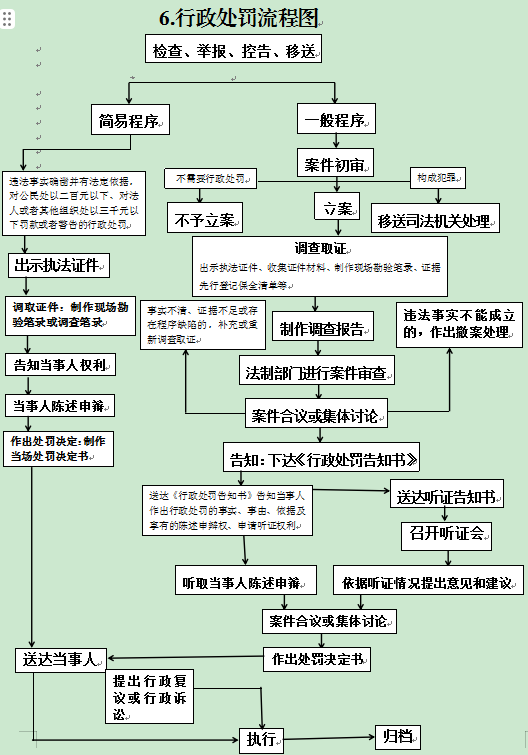 6.行政处罚流程图
检查、举报、控告、移送
简易程序
一般程序
案件初审
不需要行政处罚
构成犯罪
违法事实确凿并有法定依据，
对公民处以二百元以下、对法
人或者其他组织处以三千元以
下罚款或者警告的行政处罚
不予立案
立案
移送司法机关处理
调查取证
出示执法证件、收集证件材料、制作现场勘验笔录、证据
先行登记保全清单等
出示执法证件
调取证件：制作现场勘
验笔录或调查笔录
事实不清、证据不足或存
在程序缺陷的，补充或重
新调查取证
制作调查报告
违法事实不能成立
的，作出撤案处理
告知当事人权利
法制部门进行案件审查
当事人陈述申辩
案件合议或集体讨论
作出处罚决定：制作
当场处罚决定书
告知：下达《行政处罚告知书》
送达《行政处罚告知书》告知当事人
作出行政处罚的事实、事由、依据及
享有的陈述申辩权、申请听证权利
送达听证告知书
召开听证会
听取当事人陈述申辩
依据听证情况提出意见和建议
案件合议或集体讨论
送达当事人
作出处罚决定书
提出行政复
议或行政诉
讼
执行
归档